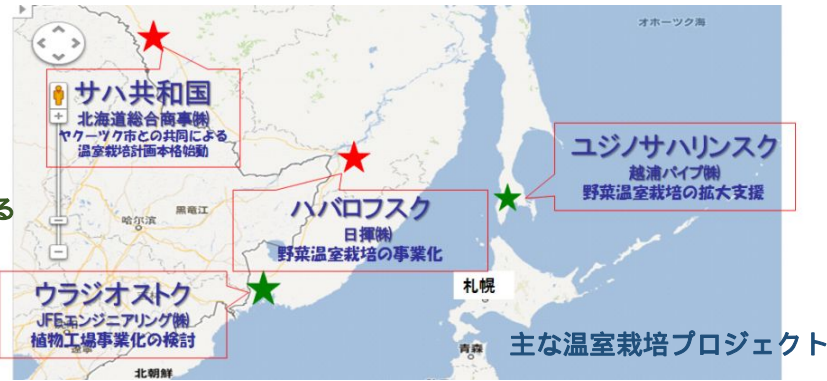 オホーツク海
サハ共和国
北海道総合商事㈱
ヤクーツク市との共同による
温室栽培計画本格始動
ユジノサハリンスク
越浦パイプ㈱
野菜温室栽培の拡大支援
る
哈尔滨
黒竜江
ハバロフスク
日揮㈱
野菜温室栽培の事業化
ウラジオストク
JFEエンジニアリング㈱
植物工場事業化の検討
札幌
青森
主な温室栽培プロジェクト
北朝鮮